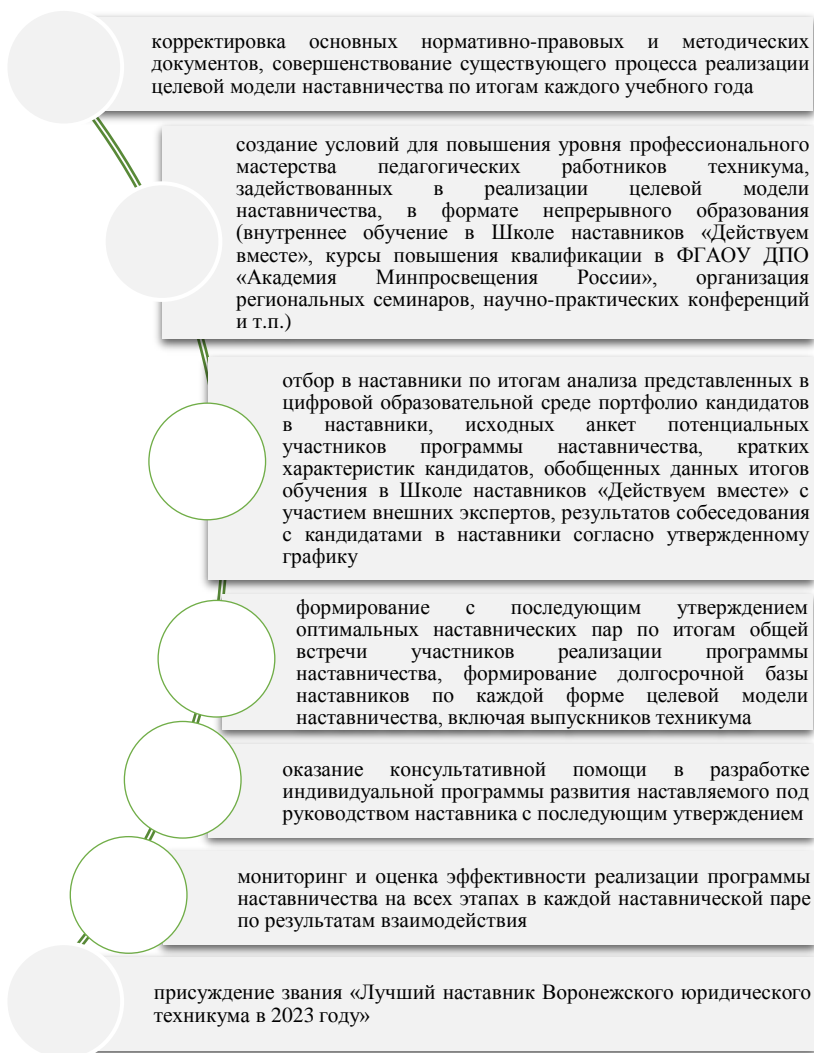 корректировка основных нормативно-правовых и методических
документов, совершенствование существующего процесса реализации
целевой модели наставничества по итогам каждого учебного года
создание условий для повышения уровня профессионального
мастерства педагогических работников техникума,
задействованных в реализации целевой модели
наставничества, в формате непрерывного образования
(внутреннее обучение в Школе наставников «Действуем
вместе», курсы повышения квалификации в ФГАОУ ДПО
«Академия Минпросвещения России», организация
региональных семинаров, научно-практических конференций
и т.п.)
отбор в наставники по итогам анализа представленных в
цифровой образовательной среде портфолио кандидатов
в наставники, исходных анкет потенциальных
участников программы наставничества, кратких
характеристик кандидатов, обобщенных данных итогов
обучения в Школе наставников «Действуем вместе» с
участием внешних экспертов, результатов собеседования
с кандидатами в наставники согласно утвержденному
графику
формирование с последующим утверждением
оптимальных наставнических пар по итогам общей
встречи участников реализации программы
наставничества, формирование долгосрочной базы
наставников по каждой форме целевой модели
наставничества, включая выпускников техникума
оказание консультативной помощи в разработке
индивидуальной программы развития наставляемого под
руководством наставника с последующим утверждением
мониторинг и оценка эффективности реализации программы
наставничества на всех этапах в каждой наставнической паре
по результатам взаимодействия
присуждение звания «Лучший наставник Воронежского юридического
техникума в 2023 году»